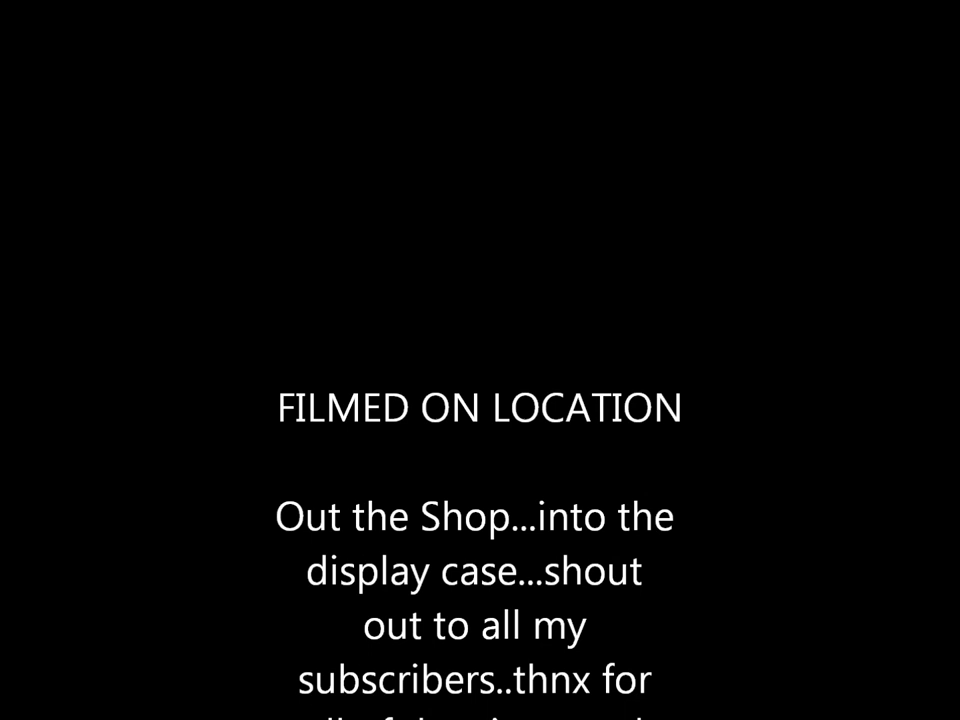 FILMED ON LOCATION
Out the Shop...into the
display case...shout
out to all my
subscribers..thnx for